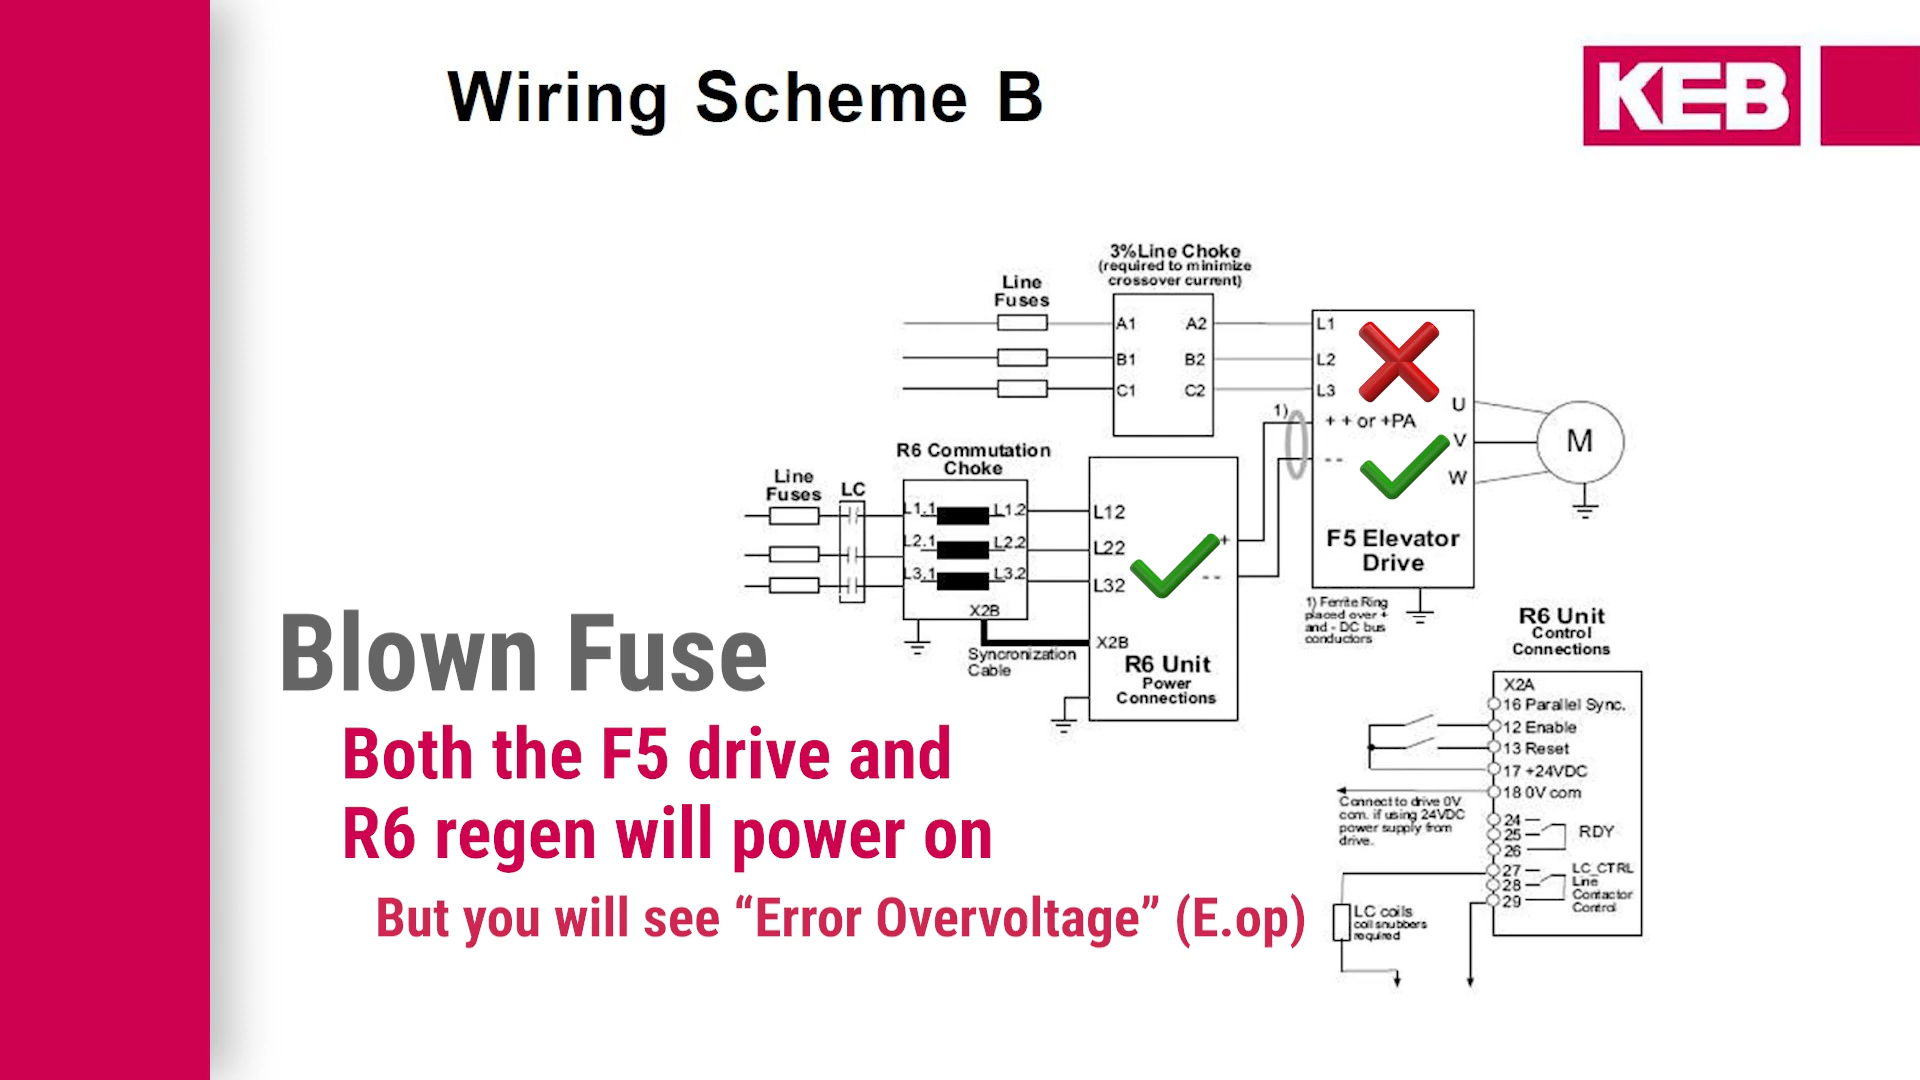 Wiring Scheme B
KEB
3%Line Choke
(required to minimize
crossover current)
Line
Fuses
A1 A2
B1 B2
C1 C2
L1
L2
L3
+ + or +PA
- -
U
V
W
M
1)
F5 Elevator
Drive
1) Ferrite Ring
placed over +
and - DC bus
conductors
R6 Commutation
Choke
Line
Fuses
LC
L1.1 L1.2
L2.1 L2.2
L3.1 L3.2
X2B
Syncronization
Cable
L12
L22
L32
+
- -
X2B
R6 Unit
Power
Connections
Blown Fuse
Both the F5 drive and
R6 regen will power on
But you will see “Error Overvoltage” (E.op)
R6 Unit
Control
Connections
X2A
16 Parallel Sync.
12 Enable
13 Reset
17 +24VDC
18 0V com
Connect to drive 0V
com. if using 24VDC
power supply from
drive.
24
25 RDY
26
27 LC_CTRL
28 Line
29 Contactor
Control
LC coils
coil snubbers
required